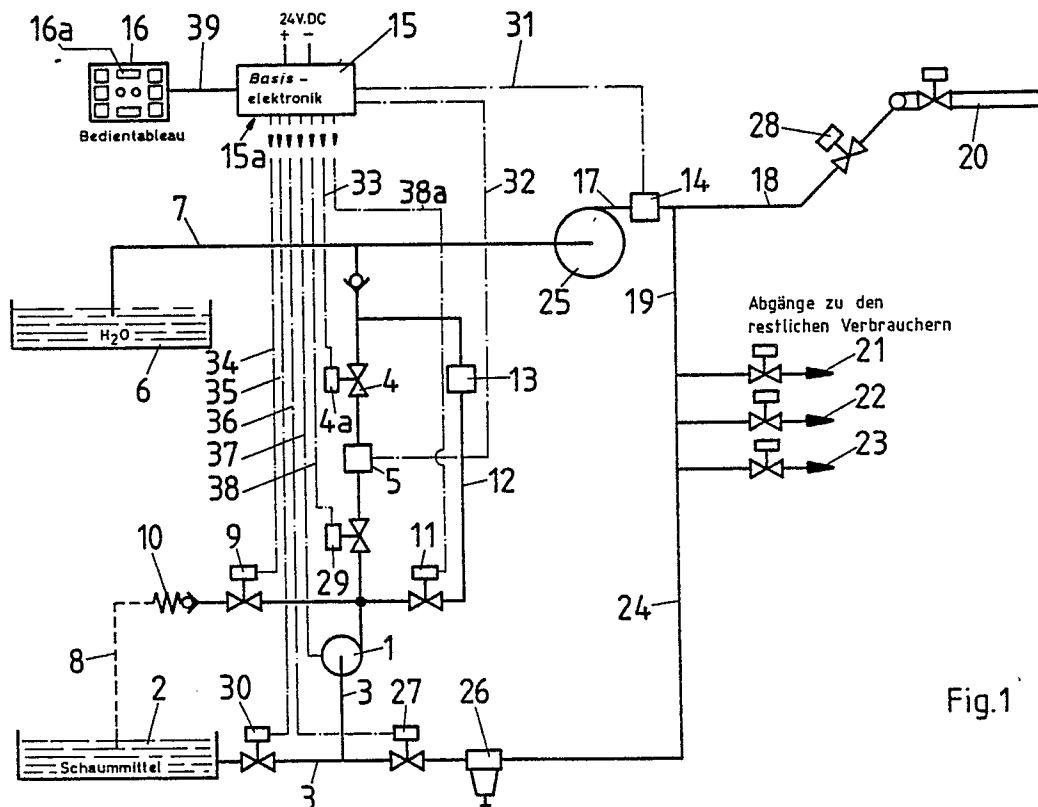 16a 16 39 24V.DC 15 31
+ –
Basis-
elektronik
Bedientableau
15a
28
20
33 38a 32 17 14 18
7
25
19
H₂O
6
Abgänge zu den
restlichen Verbrauchern
34
35
36
37
38
4
4a
13
21
22
23
5
12
10 9
29
11
24
8
1
2
30
3
27
26
Schaummittel
3
Fig.1